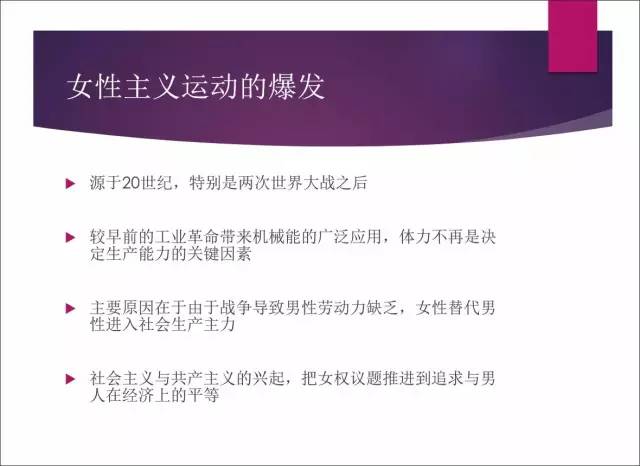 女性主义运动的爆发
源于20世纪，特别是两次世界大战之后
较早前的工业革命带来机械能的广泛应用，体力不再是决
定生产能力的关键因素
主要原因在于由于战争导致男性劳动力缺乏，女性替代男
性进入社会生产主力
社会主义与共产主义的兴起，把女权议题推进到追求与男
人在经济上的平等